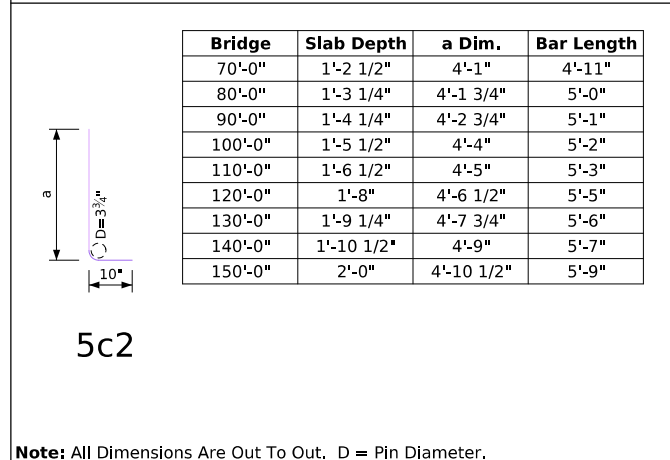 Bridge Slab Depth a Dim. Bar Length
70'-0" 1'-2 1/2" 4'-1" 4'-11"
80'-0" 1'-3 1/4" 4'-1 3/4" 5'-0"
90'-0" 1'-4 1/4" 4'-2 3/4" 5'-1"
100'-0" 1'-5 1/2" 4'-4" 5'-2"
110'-0" 1'-6 1/2" 4'-5" 5'-3"
120'-0" 1'-8" 4'-6 1/2" 5'-5"
130'-0" 1'-9 1/4" 4'-7 3/4" 5'-6"
140'-0" 1'-10 1/2" 4'-9" 5'-7"
150'-0" 2'-0" 4'-10 1/2" 5'-9"
a
D=3¾"
10"
5c2
Note: All Dimensions Are Out To Out. D = Pin Diameter.